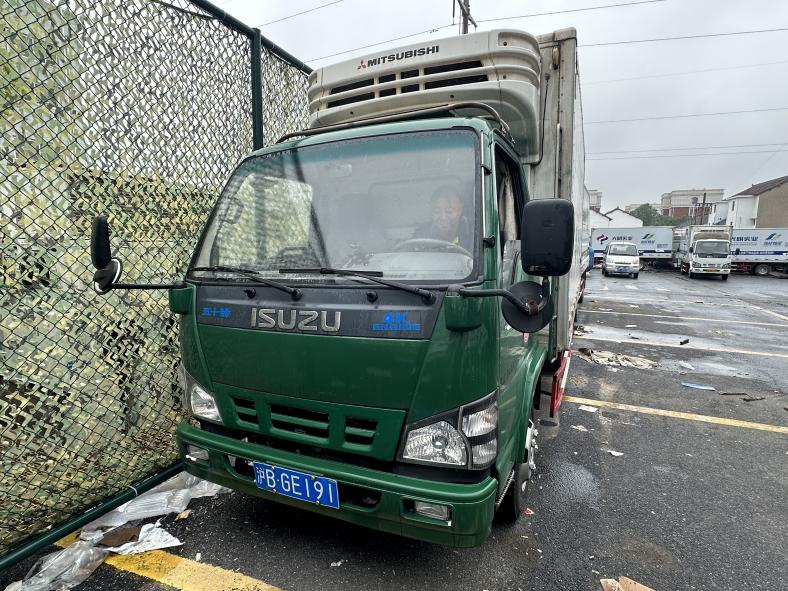 MITSUBISHI
五十铃
ISUZU
4K
ENGINE
沪B·GE191